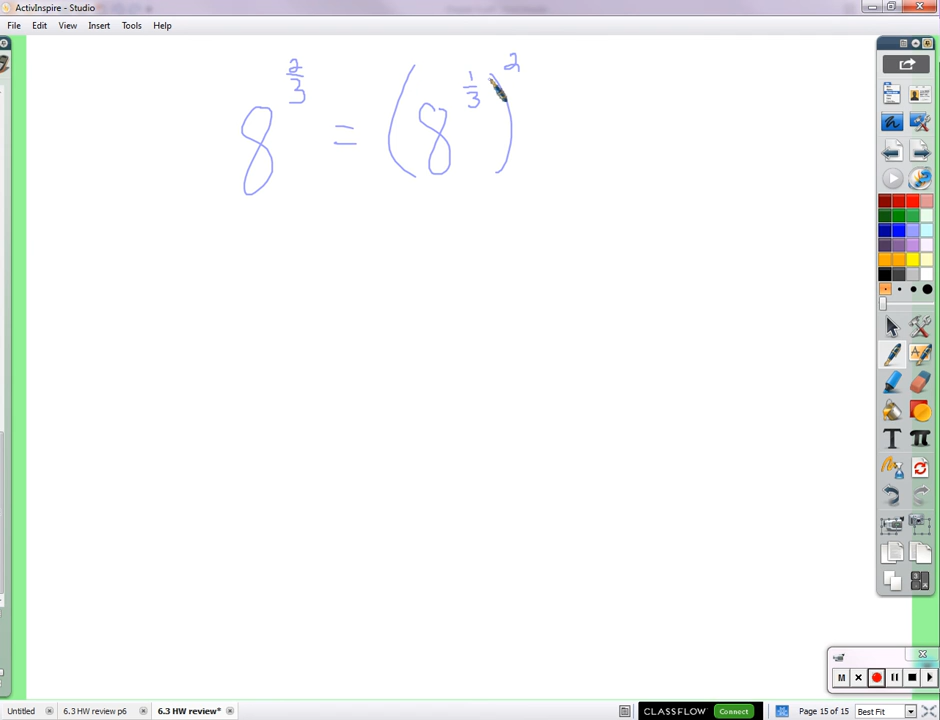 ActivInspire - Studio
File Edit View Insert Tools Help
8^{2/3} = (8^{1/3})^2
T π
M
Untitled 6.3 HW review p6 6.3 HW review* CLASSFLOW Connect Page 15 of 15 Best Fit